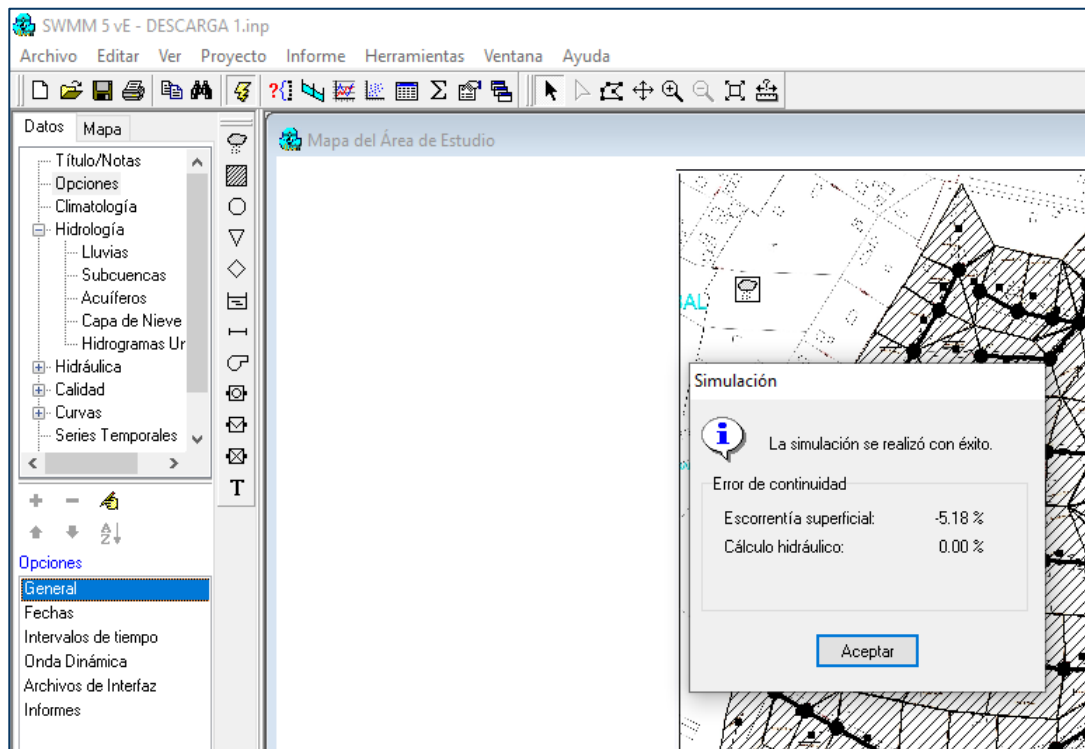 SWMM 5 vE - DESCARGA 1.inp
Archivo Editar Ver Proyecto Informe Herramientas Ventana Ayuda
Datos Mapa
Título/Notas
Opciones
Climatología
Hidrología
Lluvias
Subcuencas
Acuíferos
Capa de Nieve
Hidrogramas Ur
Hidráulica
Calidad
Curvas
Series Temporales
Opciones
General
Fechas
Intervalos de tiempo
Onda Dinámica
Archivos de Interfaz
Informes
T
Mapa del Área de Estudio
Simulación
La simulación se realizó con éxito.
Error de continuidad
Escorrentía superficial: -5.18 %
Cálculo hidráulico: 0.00 %
Aceptar